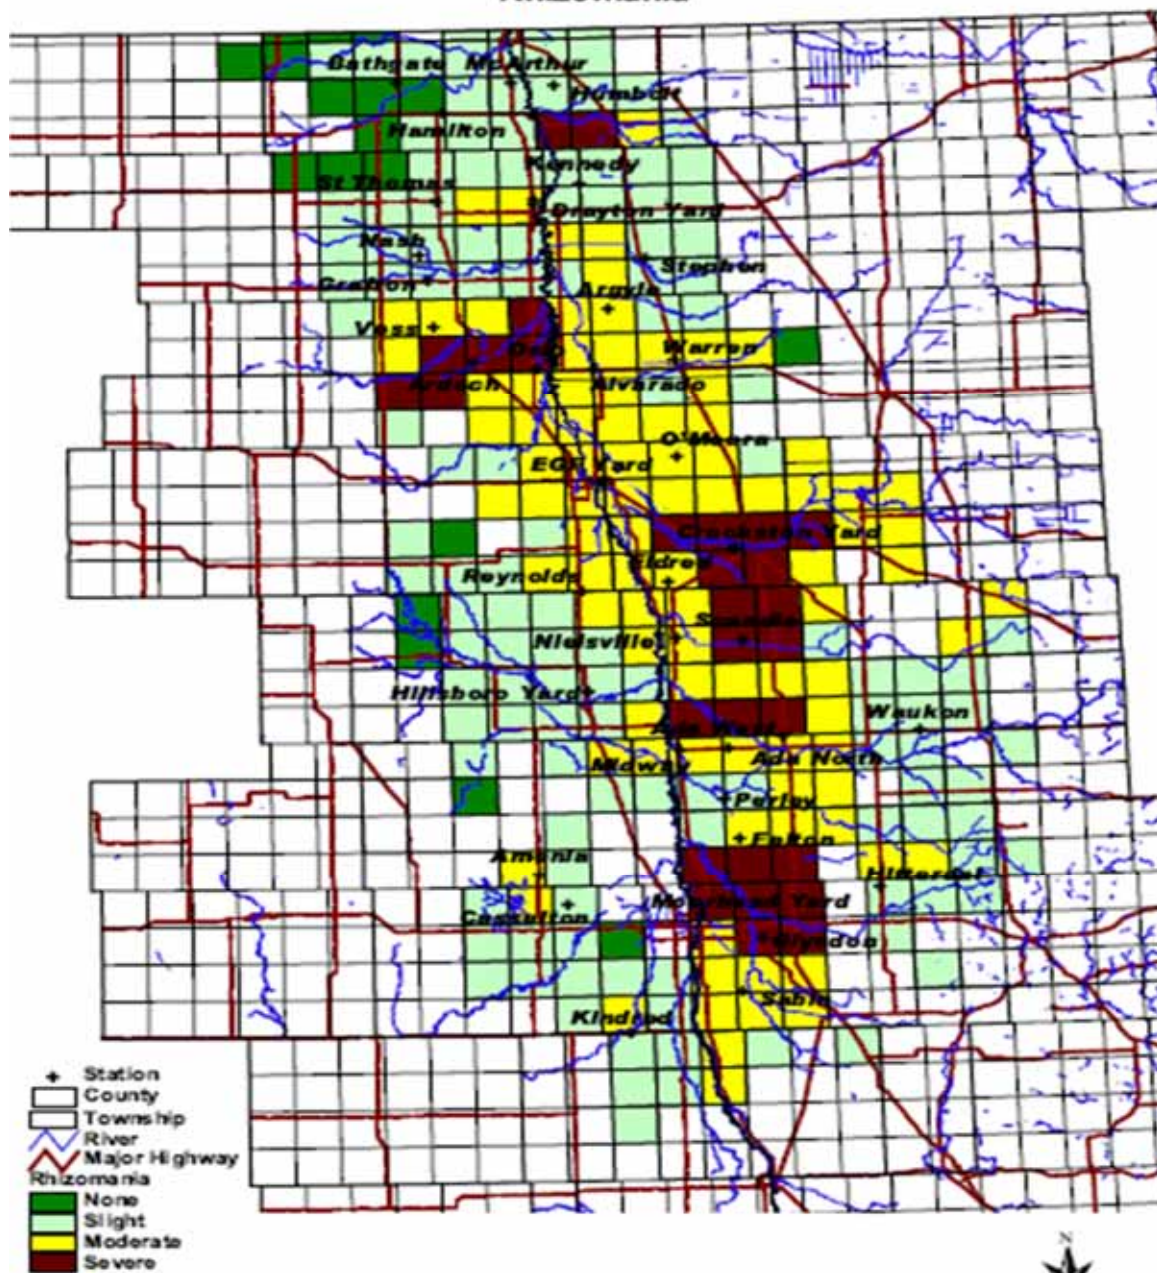 Rhizomania
Bathgate McArthur
Humbolt
Hamilton
Kennedy
St Thomas
Drayton Yard
Nash
Stephen
Grafton
Argyle
Voss
Warren
Oslo
Ardoch Alvarado
O'Meara
EGF Yard
Crookston Yard
Eldred
Reynolds
Scandia
Nielsville
Hillsboro Yard
Waukon
Ada West
Midway Ada North
Perley
Felton
Amenia
Hitterdal
Moorhead Yard
Casselton
Glyndon
Sabin
Kindred
Station
County
Township
River
Major Highway
Rhizomania
None
Slight
Moderate
Severe
N